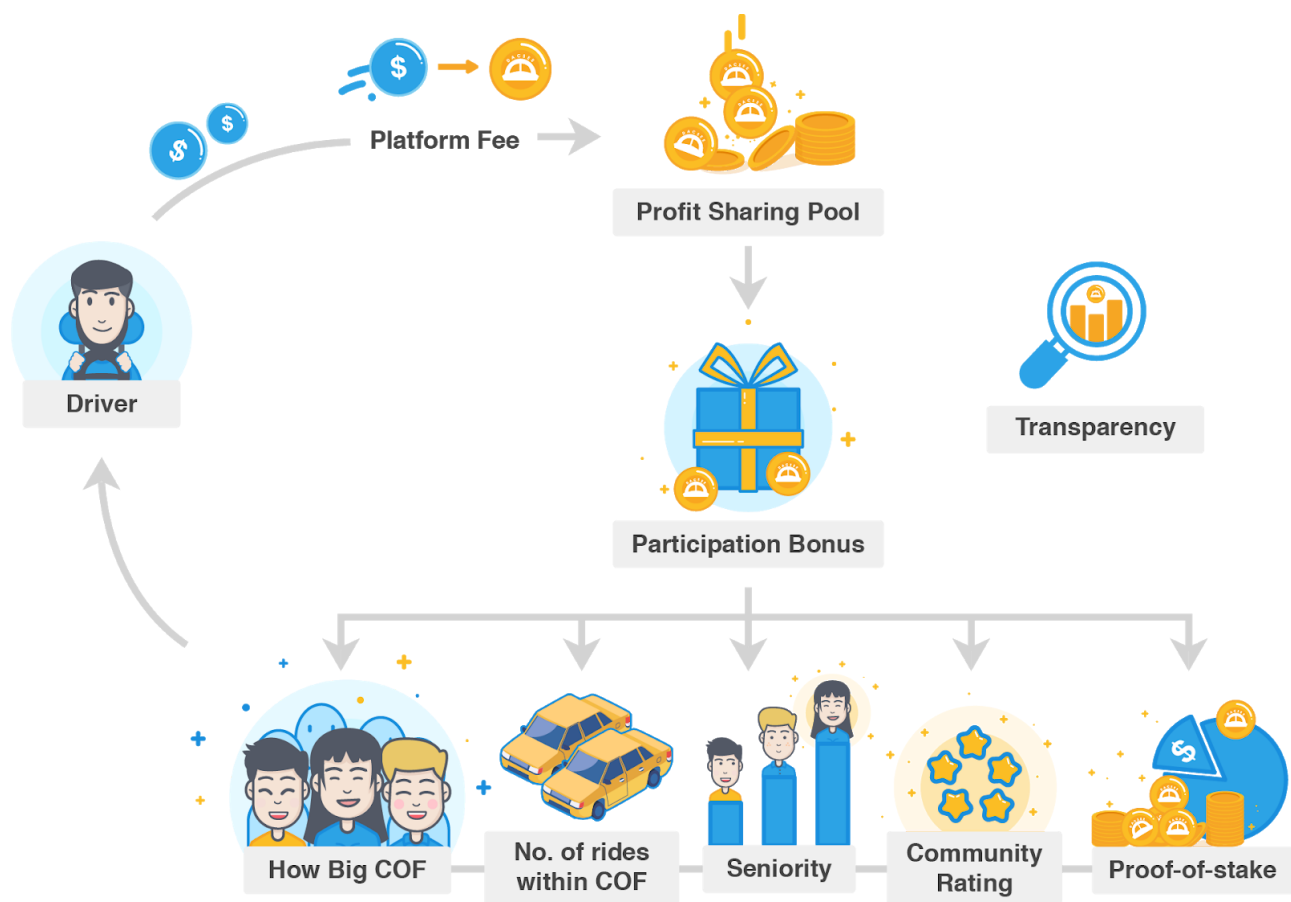 $
$
$
Platform Fee
Profit Sharing Pool
Driver
Transparency
Participation Bonus
$
How Big COF
No. of rides
within COF
Seniority
Community
Rating
Proof-of-stake